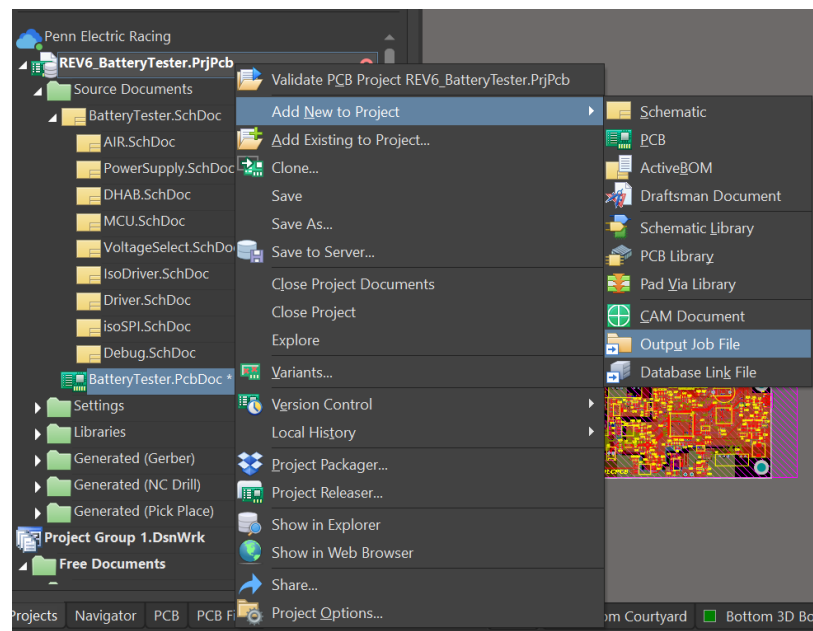 Penn Electric Racing
REV6_BatteryTester.PrjPcb
Source Documents
BatteryTester.SchDoc
AIR.SchDoc
PowerSupply.SchDoc
DHAB.SchDoc
MCU.SchDoc
VoltageSelect.SchDo
IsoDriver.SchDoc
Driver.SchDoc
isoSPI.SchDoc
Debug.SchDoc
BatteryTester.PcbDoc *
Settings
Libraries
Generated (Gerber)
Generated (NC Drill)
Generated (Pick Place)
Project Group 1.DsnWrk
Free Documents
Projects
Navigator
PCB
PCB Fi
Validate PCB Project REV6_BatteryTester.PrjPcb
Add New to Project
Add Existing to Project...
Clone...
Save
Save As...
Save to Server...
Close Project Documents
Close Project
Explore
Variants...
Version Control
Local History
Project Packager...
Project Releaser...
Show in Explorer
Show in Web Browser
Share...
Project Options...
Schematic
PCB
ActiveBOM
Draftsman Document
Schematic Library
PCB Library
Pad Via Library
CAM Document
Output Job File
Database Link File
om Courtyard
Bottom 3D Bo